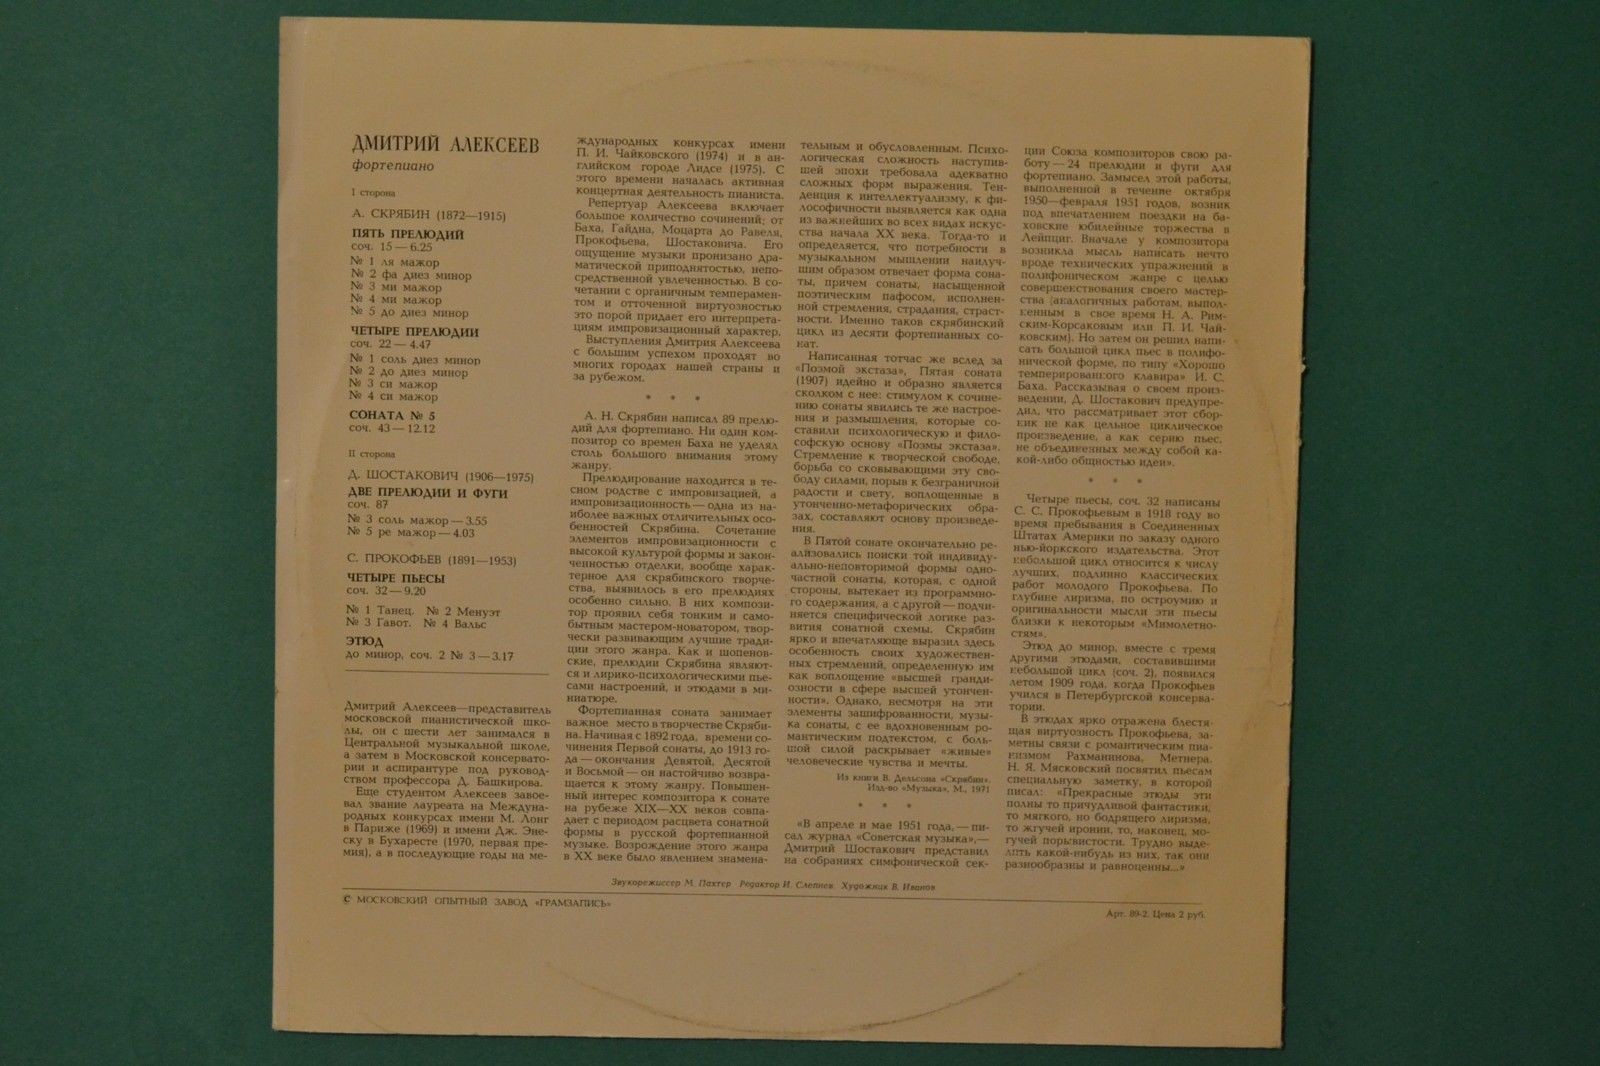 ДМИТРИЙ АЛЕКСЕЕВ
фортепиано
I сторона
А. СКРЯБИН (1872—1915)
ПЯТЬ ПРЕЛЮДИЙ
соч. 15 — 6.25
№ 1 ля мажор
№ 2 фа диез минор
№ 3 ми мажор
№ 4 ми мажор
№ 5 до диез минор
ЧЕТЫРЕ ПРЕЛЮДИИ
соч. 22 — 4.47
№ 1 соль диез минор
№ 2 до диез минор
№ 3 си мажор
№ 4 си мажор
СОНАТА № 5
соч. 43 — 12.12
II сторона
Д. ШОСТАКОВИЧ (1906—1975)
ДВЕ ПРЕЛЮДИИ И ФУГИ
соч. 87
№ 3 соль мажор — 3.55
№ 5 ре мажор — 4.03
С. ПРОКОФЬЕВ (1891—1953)
ЧЕТЫРЕ ПЬЕСЫ
соч. 32 — 9.20
№ 1 Танец. № 2 Менуэт
№ 3 Гавот. № 4 Вальс
ЭТЮД
до минор, соч. 2 № 3 — 3.17
Дмитрий Алексеев—представитель
московской пианистической шко-
лы, он с шести лет занимался в
Центральной музыкальной школе,
а затем в Московской консервато-
рии и аспирантуре под руковод-
ством профессора Д. Башкирова.
Еще студентом Алексеев завое-
вал звание лауреата на Междуна-
родных конкурсах имени М. Лонг
в Париже (1969) и имени Дж. Эне-
ску в Бухаресте (1970, первая пре-
мия), а в последующие годы на ме-
ждународных конкурсах имени
П. И. Чайковского (1974) и в ан-
глийском городе Лидсе (1975). С
этого времени началась активная
концертная деятельность пианиста.
Репертуар Алексеева включает
большое количество сочинений: от
Баха, Гайдна, Моцарта до Равеля,
Прокофьева, Шостаковича. Его
ощущение музыки пронизано дра-
матической приподнятостью, непо-
средственной увлеченностью. В со-
четании с органичным темперамен-
том и отточенной виртуозностью
это порой придает его интерпрета-
циям импровизационный характер.
Выступления Дмитрия Алексеева
с большим успехом проходят во
многих городах нашей страны и
за рубежом.
* * *
А. Н. Скрябин написал 89 прелю-
дий для фортепиано. Ни один ком-
позитор со времен Баха не уделял
столь большого внимания этому
жанру.
Прелюдирование находится в те-
сном родстве с импровизацией, а
импровизационность — одна из на-
иболее важных отличительных осо-
бенностей Скрябина. Сочетание
элементов импровизационности с
высокой культурой формы и закон-
ченностью отделки, вообще харак-
терное для скрябинского творче-
ства, выявилось в его прелюдиях
особенно сильно. В них компози-
тор проявил себя тонким и само-
бытным мастером-новатором, твор-
чески развивающим лучшие тради-
ции этого жанра. Как и шопенов-
ские, прелюдии Скрябина являют-
ся и лирико-психологическими пье-
сами настроений, и этюдами в ми-
ниатюре.
Фортепианная соната занимает
важное место в творчестве Скряби-
на. Начиная с 1892 года, времени со-
чинения Первой сонаты, до 1913 го-
да — окончания Девятой, Десятой
и Восьмой — он настойчиво возвра-
щается к этому жанру. Повышен-
ный интерес композитора к сонате
на рубеже XIX—XX веков совпа-
дает с периодом расцвета сонатной
формы в русской фортепианной
музыке. Возрождение этого жанра
в XX веке было явлением знамена-
тельным и обусловленным. Психо-
логическая сложность наступив-
шей эпохи требовала адекватно
сложных форм выражения. Тен-
денция к интеллектуализму, к фи-
лософичности выявляется как одна
из важнейших во всех видах искус-
ства начала XX века. Тогда-то и
определяется, что потребности в
музыкальном мышлении наилуч-
шим образом отвечает форма сона-
ты, причем сонаты, насыщенной
поэтическим пафосом, исполнен-
ной стремления, страдания, страст-
ности. Именно таков скрябинский
цикл из десяти фортепианных со-
нат.
Написанная тотчас же вслед за
«Поэмой экстаза», Пятая соната
(1907) идейно и образно является
сколком с нее: стимулом к сочине-
нию сонаты явились те же настрое-
ния и размышления, которые со-
ставили психологическую и фило-
софскую основу «Поэмы экстаза».
Стремление к творческой свободе,
борьба со сковывающими эту сво-
боду силами, порыв к безграничной
радости и свету, воплощенные в
утонченно-метафорических обра-
зах, составляют основу произведе-
ния.
В Пятой сонате окончательно ре-
ализовались поиски той индивиду-
ально-неповторимой формы одно-
частной сонаты, которая, с одной
стороны, вытекает из программно-
го содержания, а с другой — подчи-
няется специфической логике раз-
вития сонатной схемы. Скрябин
ярко и впечатляюще выразил здесь
особенность своих художествен-
ных стремлений, определенную им
как воплощение «высшей гранди-
озности в сфере высшей утончен-
ности». Однако, несмотря на эти
элементы зашифрованности, музы-
ка сонаты, с ее вдохновенным ро-
мантическим подтекстом, с боль-
шой силой раскрывает «живые»
человеческие чувства и мечты.
Из книги В. Дельсона «Скрябин».
Изд-во «Музыка», М., 1971
* * *
«В апреле и мае 1951 года, — пи-
сал журнал «Советская музыка», —
Дмитрий Шостакович представил
на собраниях симфонической сек-
ции Союза композиторов свою ра-
боту — 24 прелюдии и фуги для
фортепиано. Замысел этой работы,
выполненной в течение октября
1950—февраля 1951 годов, возник
под впечатлением поездки на ба-
ховские юбилейные торжества в
Лейпциг. Вначале у композитора
возникла мысль написать нечто
вроде технических упражнений в
полифоническом жанре с целью
совершенствования своего мастер-
ства (аналогичных работам, выпол-
ненным в свое время Н. А. Рим-
ским-Корсаковым или П. И. Чай-
ковским). Но затем он решил напи-
сать большой цикл пьес в полифо-
нической форме, по типу «Хорошо
темперированного клавира» И. С.
Баха. Рассказывая о своем произ-
ведении, Д. Шостакович предупре-
дил, что рассматривает этот сбор-
ник не как цельное циклическое
произведение, а как серию пьес,
не объединенных между собой ка-
кой-либо общностью идеи».
* * *
Четыре пьесы, соч. 32 написаны
С. С. Прокофьевым в 1918 году во
время пребывания в Соединенных
Штатах Америки по заказу одного
нью-йоркского издательства. Этот
небольшой цикл относится к числу
лучших, подлинно классических
работ молодого Прокофьева. По
глубине лиризма, по остроумию и
оригинальности мысли эти пьесы
близки к некоторым «Мимолетно-
стям».
Этюд до минор, вместе с тремя
другими этюдами, составившими
небольшой цикл (соч. 2), появился
летом 1909 года, когда Прокофьев
учился в Петербургской консерва-
тории.
В этюдах ярко отражена блестя-
щая виртуозность Прокофьева, за-
метны связи с романтическим пиа-
низмом Рахманинова, Метнера.
Н. Я. Мясковский посвятил пьесам
специальную заметку, в которой
писал: «Прекрасные этюды эти
полны то причудливой фантастики,
то мягкого, но бодрящего лиризма,
то жгучей иронии, то, наконец, мо-
гучей порывистости. Трудно выде-
лить какой-нибудь из них, так они
разнообразны и равноценны...»
Звукорежиссер М. Пахтер Редактор И. Слепнев. Художник В. Иванов
© МОСКОВСКИЙ ОПЫТНЫЙ ЗАВОД «ГРАМЗАПИСЬ»
Арт. 89-2. Цена 2 руб.